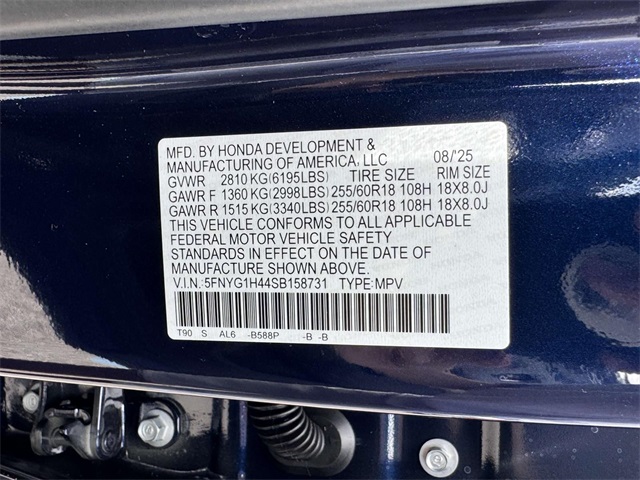 MFD. BY HONDA DEVELOPMENT &
MANUFACTURING OF AMERICA, LLC 08/'25
GVWR 2810 KG(6195LBS) TIRE SIZE RIM SIZE
GAWR F 1360 KG(2998LBS) 255/60R18 108H 18X8.0J
GAWR R 1515 KG(3340LBS) 255/60R18 108H 18X8.0J
THIS VEHICLE CONFORMS TO ALL APPLICABLE
FEDERAL MOTOR VEHICLE SAFETY
STANDARDS IN EFFECT ON THE DATE OF
MANUFACTURE SHOWN ABOVE.
V.I.N.: 5FNYG1H44SB158731 TYPE: MPV
T90 S AL6 -B588P -B -B